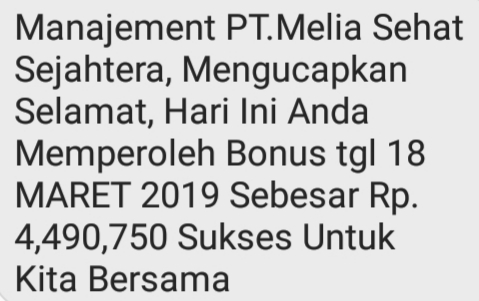 Manajement PT.Melia Sehat
Sejahtera, Mengucapkan
Selamat, Hari Ini Anda
Memperoleh Bonus tgl 18
MARET 2019 Sebesar Rp.
4,490,750 Sukses Untuk
Kita Bersama